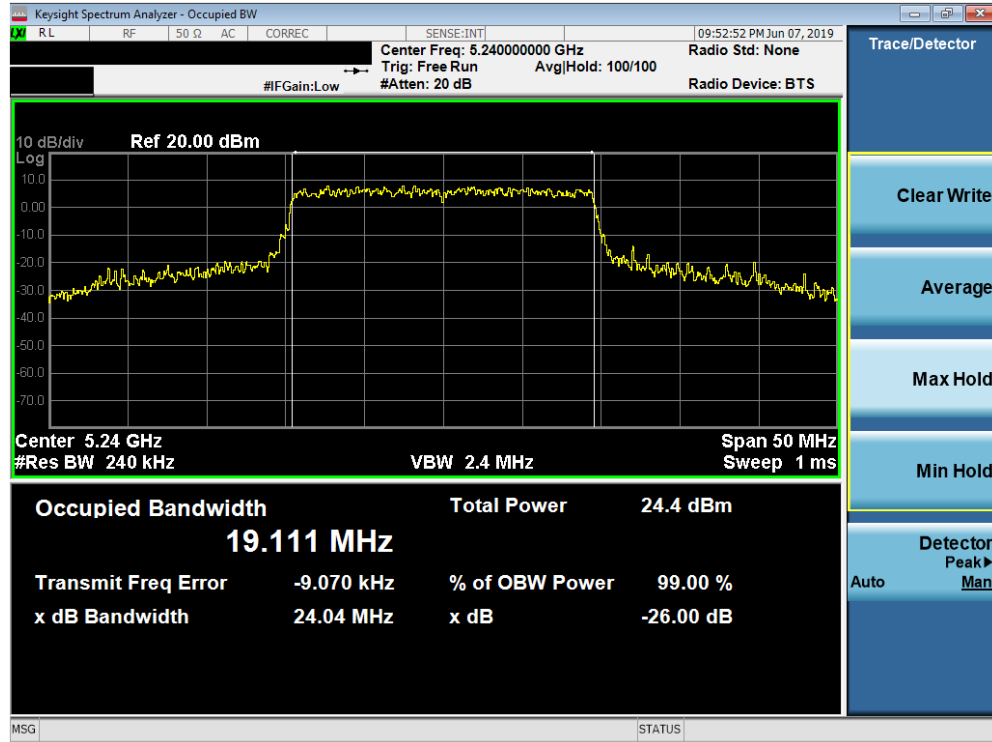 Keysight Spectrum Analyzer - Occupied BW
LXI RL RF 50 Ω AC CORREC SENSE:INT 09:52:52 PM Jun 07, 2019
Center Freq: 5.240000000 GHz Radio Std: None
Trig: Free Run Avg|Hold: 100/100
#IFGain:Low #Atten: 20 dB Radio Device: BTS
10 dB/div Ref 20.00 dBm
Log
10.0
0.00
-10.0
-20.0
-30.0
-40.0
-50.0
-60.0
-70.0
Center 5.24 GHz Span 50 MHz
#Res BW 240 kHz VBW 2.4 MHz Sweep 1 ms
Occupied Bandwidth Total Power 24.4 dBm
19.111 MHz
Transmit Freq Error -9.070 kHz % of OBW Power 99.00 %
x dB Bandwidth 24.04 MHz x dB -26.00 dB
MSG STATUS
Trace/Detector
Clear Write
Average
Max Hold
Min Hold
Detector
Peak▶
Auto Man